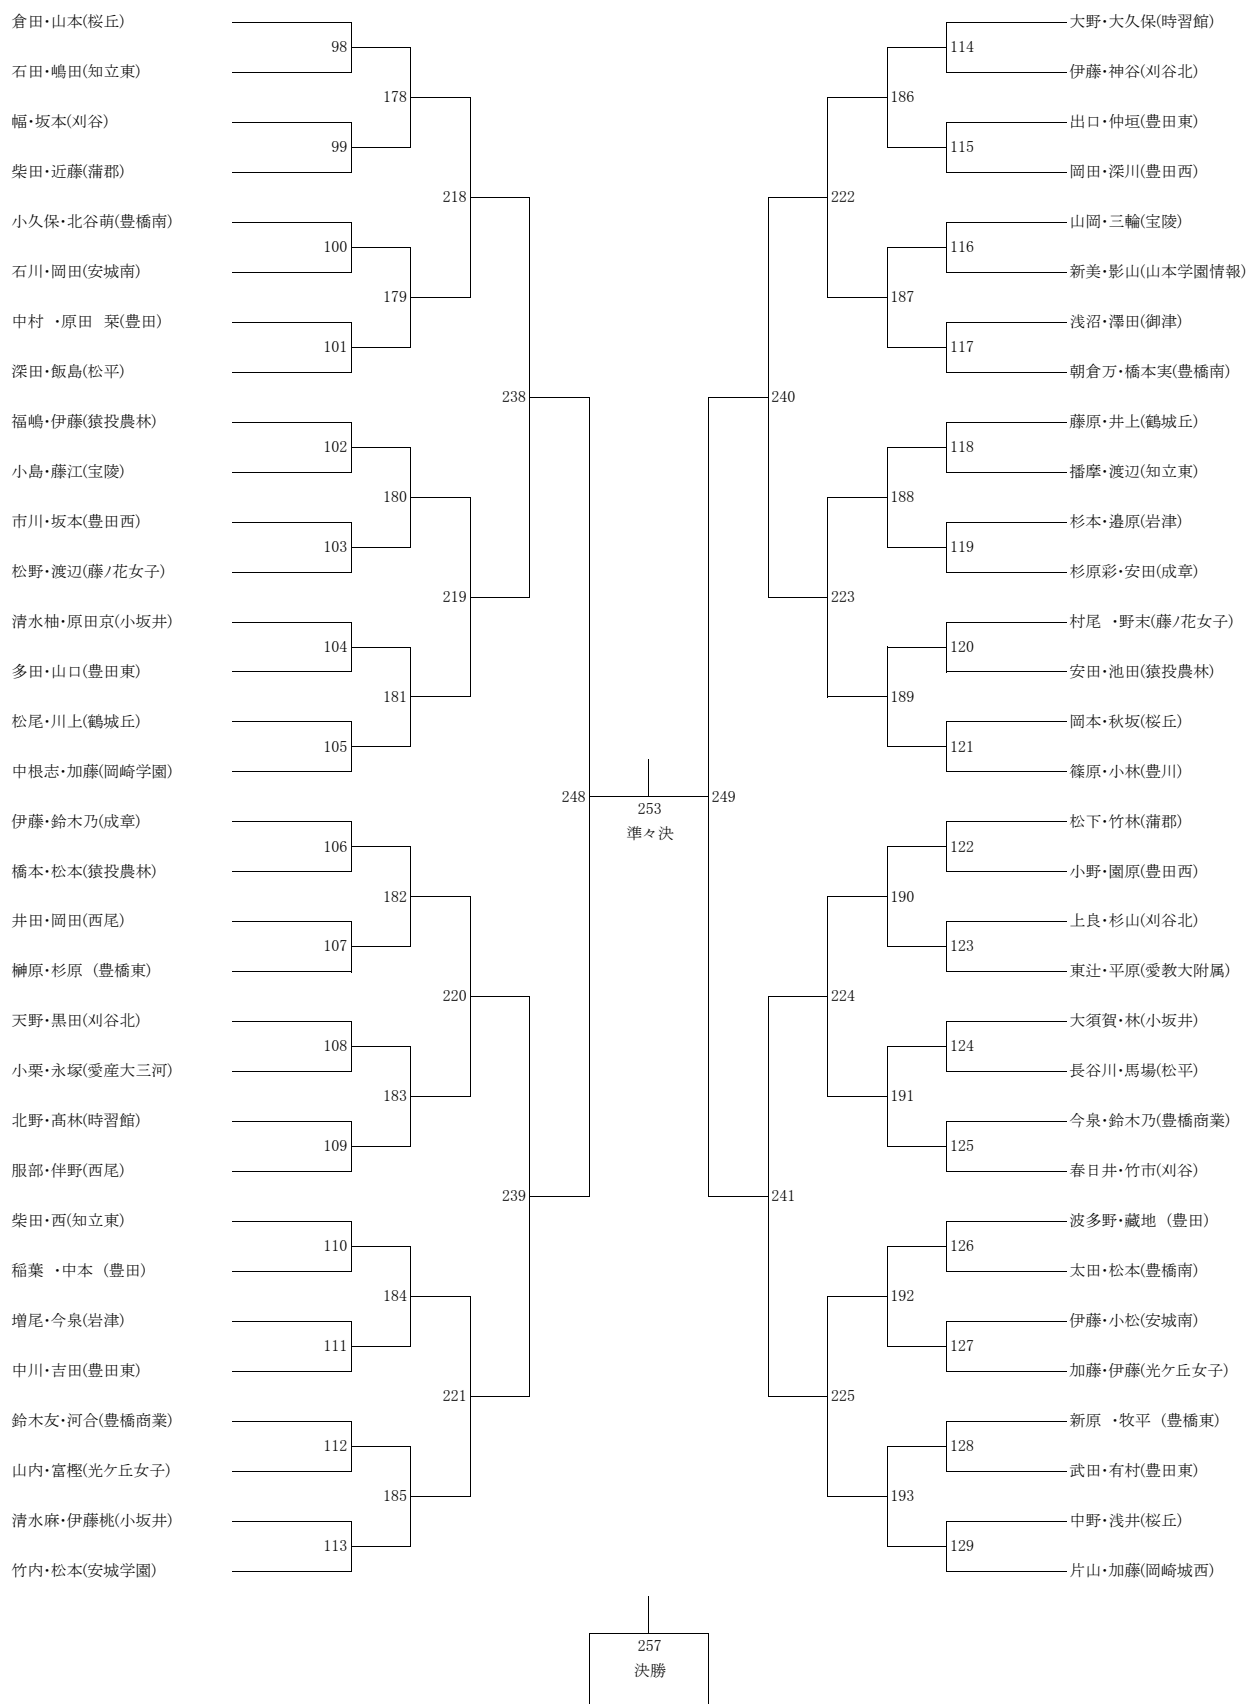 倉田・山本(桜丘)
98
石田・嶋田(知立東)
178
幅・坂本(刈谷)
99
柴田・近藤(蒲郡)
218
小久保・北谷萌(豊橋南)
100
石川・岡田(安城南)
179
中村　・原田　栞(豊田)
101
深田・飯島(松平)
238
福嶋・伊藤(猿投農林)
102
小島・藤江(宝陵)
180
市川・坂本(豊田西)
103
松野・渡辺(藤ノ花女子)
219
清水柚・原田京(小坂井)
104
多田・山口(豊田東)
181
松尾・川上(鶴城丘)
105
中根志・加藤(岡崎学園)
248
伊藤・鈴木乃(成章)
106
橋本・松本(猿投農林)
182
井田・岡田(西尾)
107
榊原・杉原 (豊橋東)
220
天野・黒田(刈谷北)
108
小栗・永塚(愛産大三河)
183
北野・髙林(時習館)
109
服部・伴野(西尾)
239
柴田・西(知立東)
110
稲葉　・中本 (豊田)
184
増尾・今泉(岩津)
111
中川・吉田(豊田東)
221
鈴木友・河合(豊橋商業)
112
山内・富樫(光ケ丘女子)
185
清水麻・伊藤桃(小坂井)
113
竹内・松本(安城学園)
253
準々決
大野・大久保(時習館)
114
伊藤・神谷(刈谷北)
186
出口・仲垣(豊田東)
115
岡田・深川(豊田西)
222
山岡・三輪(宝陵)
116
新美・影山(山本学園情報)
187
浅沼・澤田(御津)
117
朝倉万・橋本実(豊橋南)
240
藤原・井上(鶴城丘)
118
播摩・渡辺(知立東)
188
杉本・邉原(岩津)
119
杉原彩・安田(成章)
223
村尾　・野末(藤ノ花女子)
120
安田・池田(猿投農林)
189
岡本・秋坂(桜丘)
121
篠原・小林(豊川)
249
松下・竹林(蒲郡)
122
小野・園原(豊田西)
190
上良・杉山(刈谷北)
123
東辻・平原(愛教大附属)
224
大須賀・林(小坂井)
124
長谷川・馬場(松平)
191
今泉・鈴木乃(豊橋商業)
125
春日井・竹市(刈谷)
241
波多野・藏地 (豊田)
126
太田・松本(豊橋南)
192
伊藤・小松(安城南)
127
加藤・伊藤(光ケ丘女子)
225
新原　・牧平 (豊橋東)
128
武田・有村(豊田東)
193
中野・浅井(桜丘)
129
片山・加藤(岡崎城西)
257
決勝